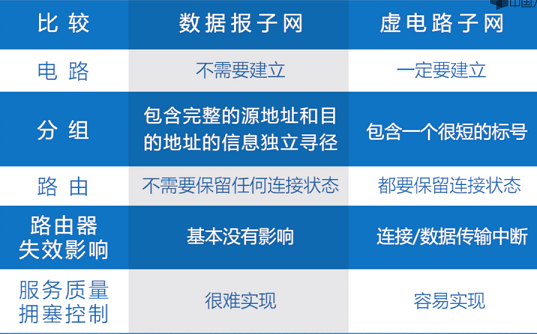 比较 数据报子网 虚电路子网
电路 不需要建立 一定要建立
分组 包含完整的源地址和目
的地址的信息独立寻径 包含一个很短的标号
路由 不需要保留任何连接状态 都要保留连接状态
路由器
失效影响 基本没有影响 连接/数据传输中断
服务质量
拥塞控制 很难实现 容易实现